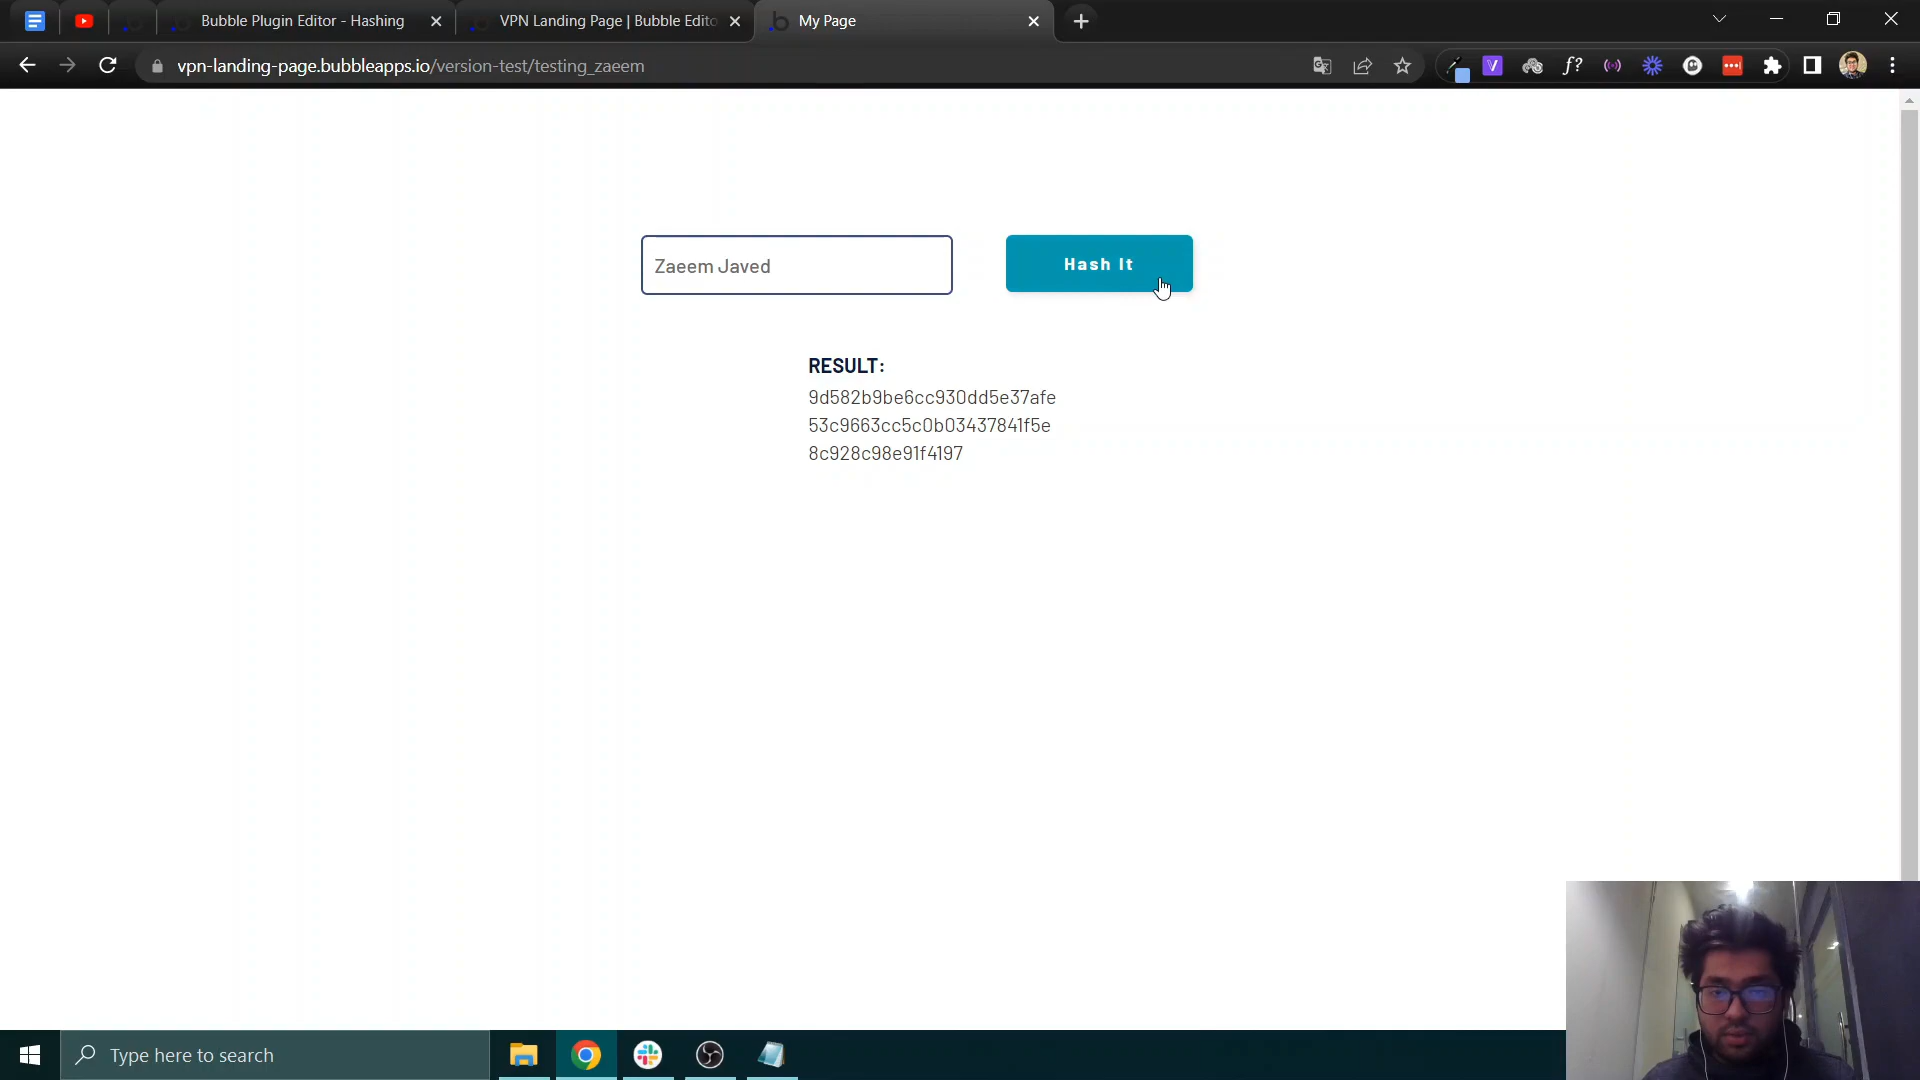 Bubble Plugin Editor - Hashing
VPN Landing Page | Bubble Edito
My Page
vpn-landing-page.bubbleapps.io/version-test/testing_zaeem
Zaeem Javed
Hash It
RESULT:
9d582b9be6cc930dd5e37afe
53c9663cc5c0b03437841f5e
8c928c98e91f4197
Type here to search